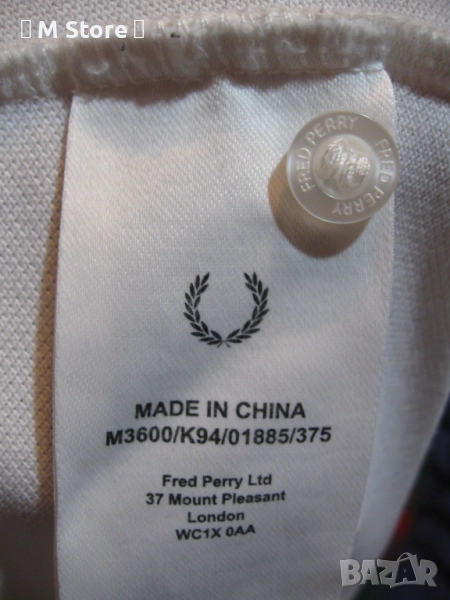 M Store
FRED PERRY FRED PERRY
MADE IN CHINA
M3600/K94/01885/375
Fred Perry Ltd
37 Mount Pleasant
London
WC1X 0AA
BAZAR